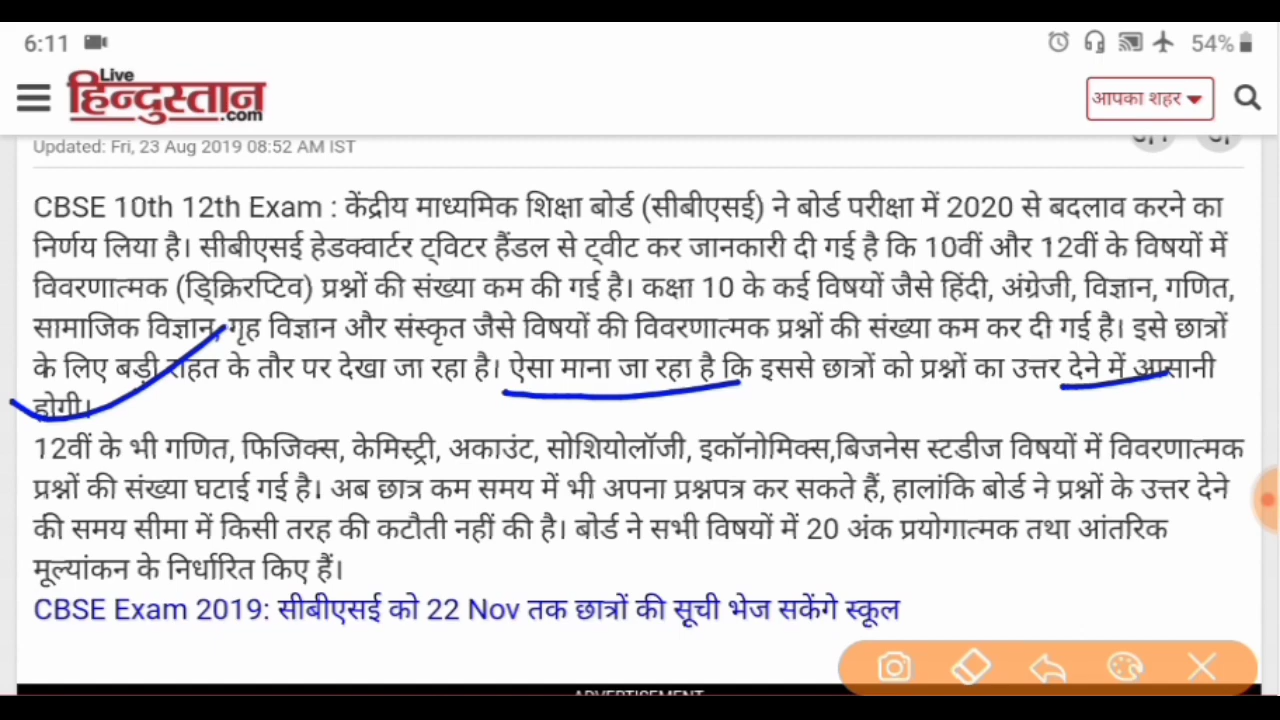 6:11
54%
Live
हिन्दुस्तान
.com
आपका शहर
Updated: Fri, 23 Aug 2019 08:52 AM IST
CBSE 10th 12th Exam : केंद्रीय माध्यमिक शिक्षा बोर्ड (सीबीएसई) ने बोर्ड परीक्षा में 2020 से बदलाव करने का
निर्णय लिया है। सीबीएसई हेडक्वार्टर ट्विटर हैंडल से ट्वीट कर जानकारी दी गई है कि 10वीं और 12वीं के विषयों में
विवरणात्मक (डि्क्रिरप्टिव) प्रश्नों की संख्या कम की गई है। कक्षा 10 के कई विषयों जैसे हिंदी, अंग्रेजी, विज्ञान, गणित,
सामाजिक विज्ञान, गृह विज्ञान और संस्कृत जैसे विषयों की विवरणात्मक प्रश्नों की संख्या कम कर दी गई है। इसे छात्रों
के लिए बड़ी राहत के तौर पर देखा जा रहा है। ऐसा माना जा रहा है कि इससे छात्रों को प्रश्नों का उत्तर देने में आसानी
होगी।
12वीं के भी गणित, फिजिक्स, केमिस्ट्री, अकाउंट, सोशियोलॉजी, इकॉनोमिक्स,बिजनेस स्टडीज विषयों में विवरणात्मक
प्रश्नों की संख्या घटाई गई है। अब छात्र कम समय में भी अपना प्रश्नपत्र कर सकते हैं, हालांकि बोर्ड ने प्रश्नों के उत्तर देने
की समय सीमा में किसी तरह की कटौती नहीं की है। बोर्ड ने सभी विषयों में 20 अंक प्रयोगात्मक तथा आंतरिक
मूल्यांकन के निर्धारित किए हैं।
CBSE Exam 2019: सीबीएसई को 22 Nov तक छात्रों की सूची भेज सकेंगे स्कूल
ADVERTISEMENT